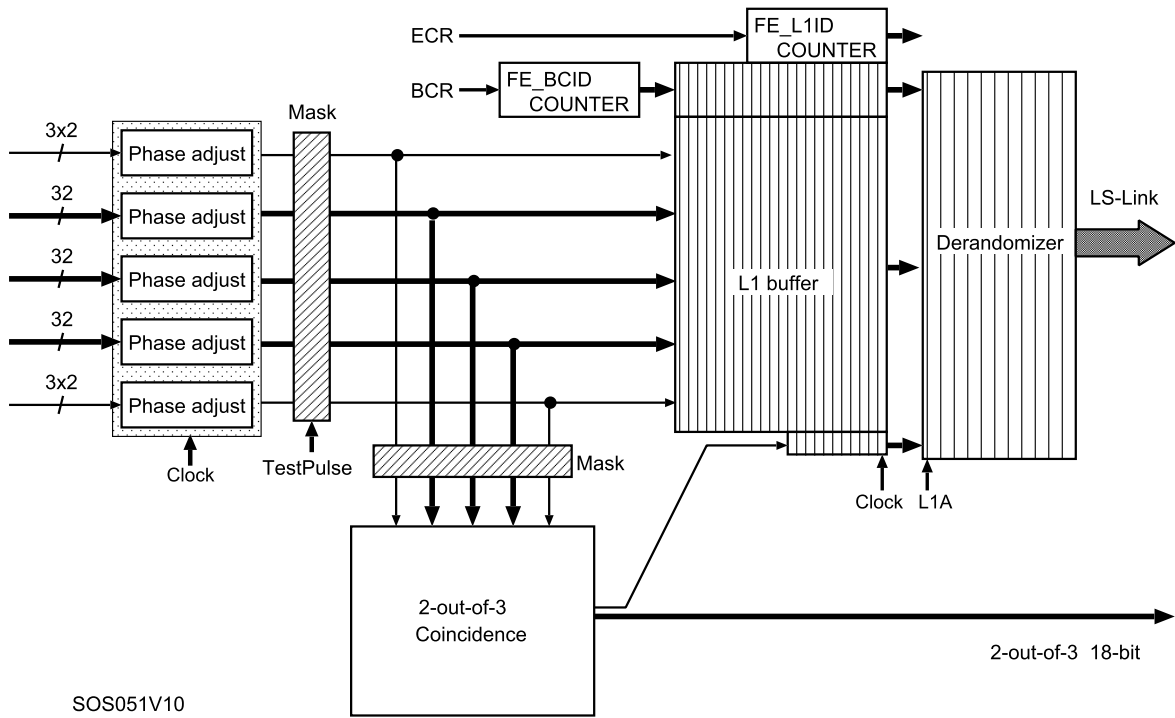 ECR
FE_L1ID
COUNTER
BCR
FE_BCID
COUNTER
Mask
3x2
Phase adjust
32
Phase adjust
LS-Link
32
Phase adjust
Derandomizer
L1 buffer
32
Phase adjust
3x2
Phase adjust
Clock
TestPulse
Mask
Clock
L1A
2-out-of-3
Coincidence
2-out-of-3 18-bit
SOS051V10